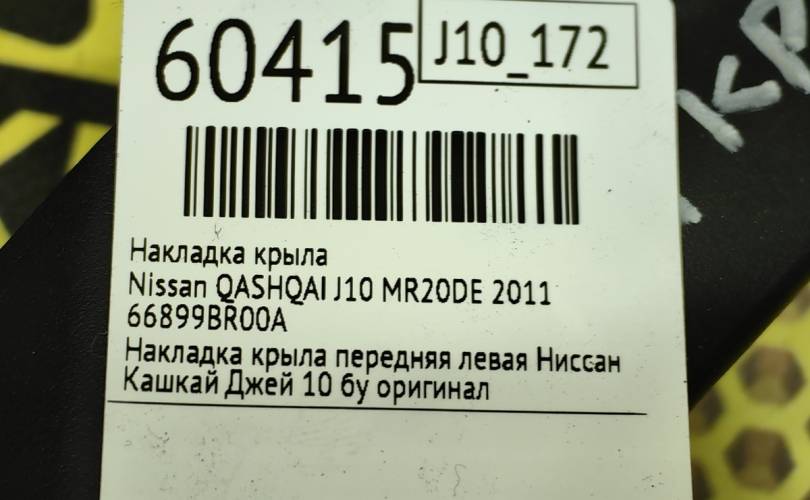 60415
J10_172
Накладка крыла
Nissan QASHQAI J10 MR20DE 2011
66899BR00A
Накладка крыла передняя левая Ниссан
Кашкай Джей 10 бу оригинал